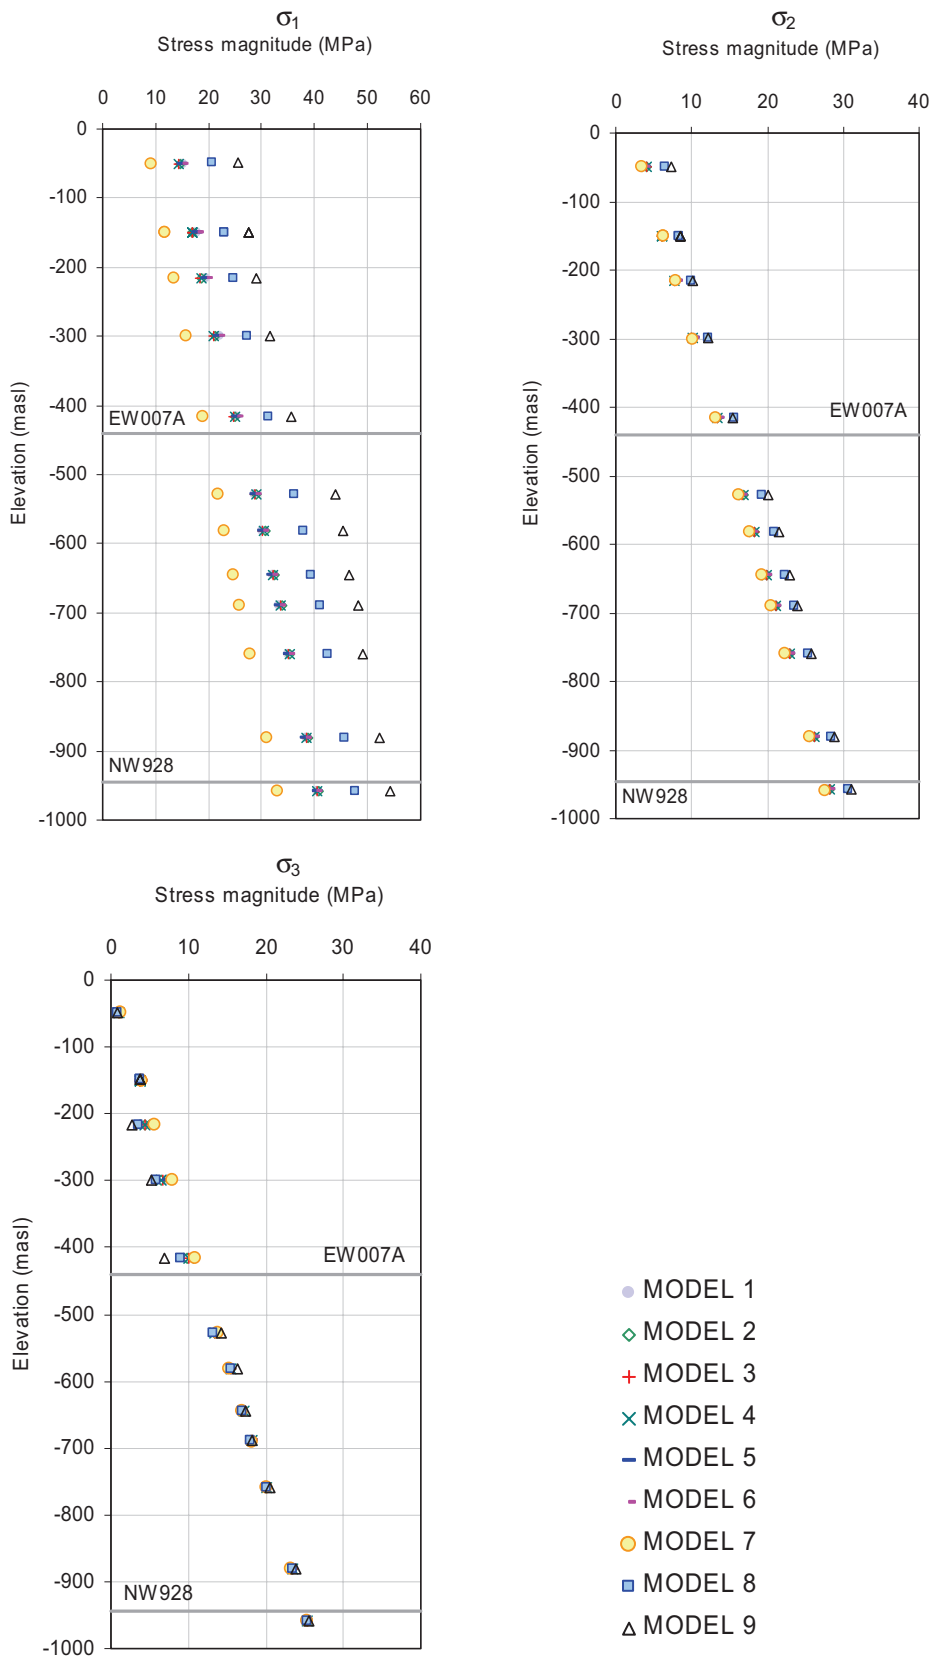 σ1
Stress magnitude (MPa)
0 10 20 30 40 50 60
0
-100
-200
-300
-400
-500
-600
-700
-800
-900
-1000
Elevation (masl)
EW007A
NW928
σ2
Stress magnitude (MPa)
0 10 20 30 40
0
-100
-200
-300
-400
-500
-600
-700
-800
-900
-1000
Elevation (masl)
EW007A
NW928
σ3
Stress magnitude (MPa)
0 10 20 30 40
0
-100
-200
-300
-400
-500
-600
-700
-800
-900
-1000
Elevation (masl)
EW007A
NW928
MODEL 1
MODEL 2
MODEL 3
MODEL 4
MODEL 5
MODEL 6
MODEL 7
MODEL 8
MODEL 9